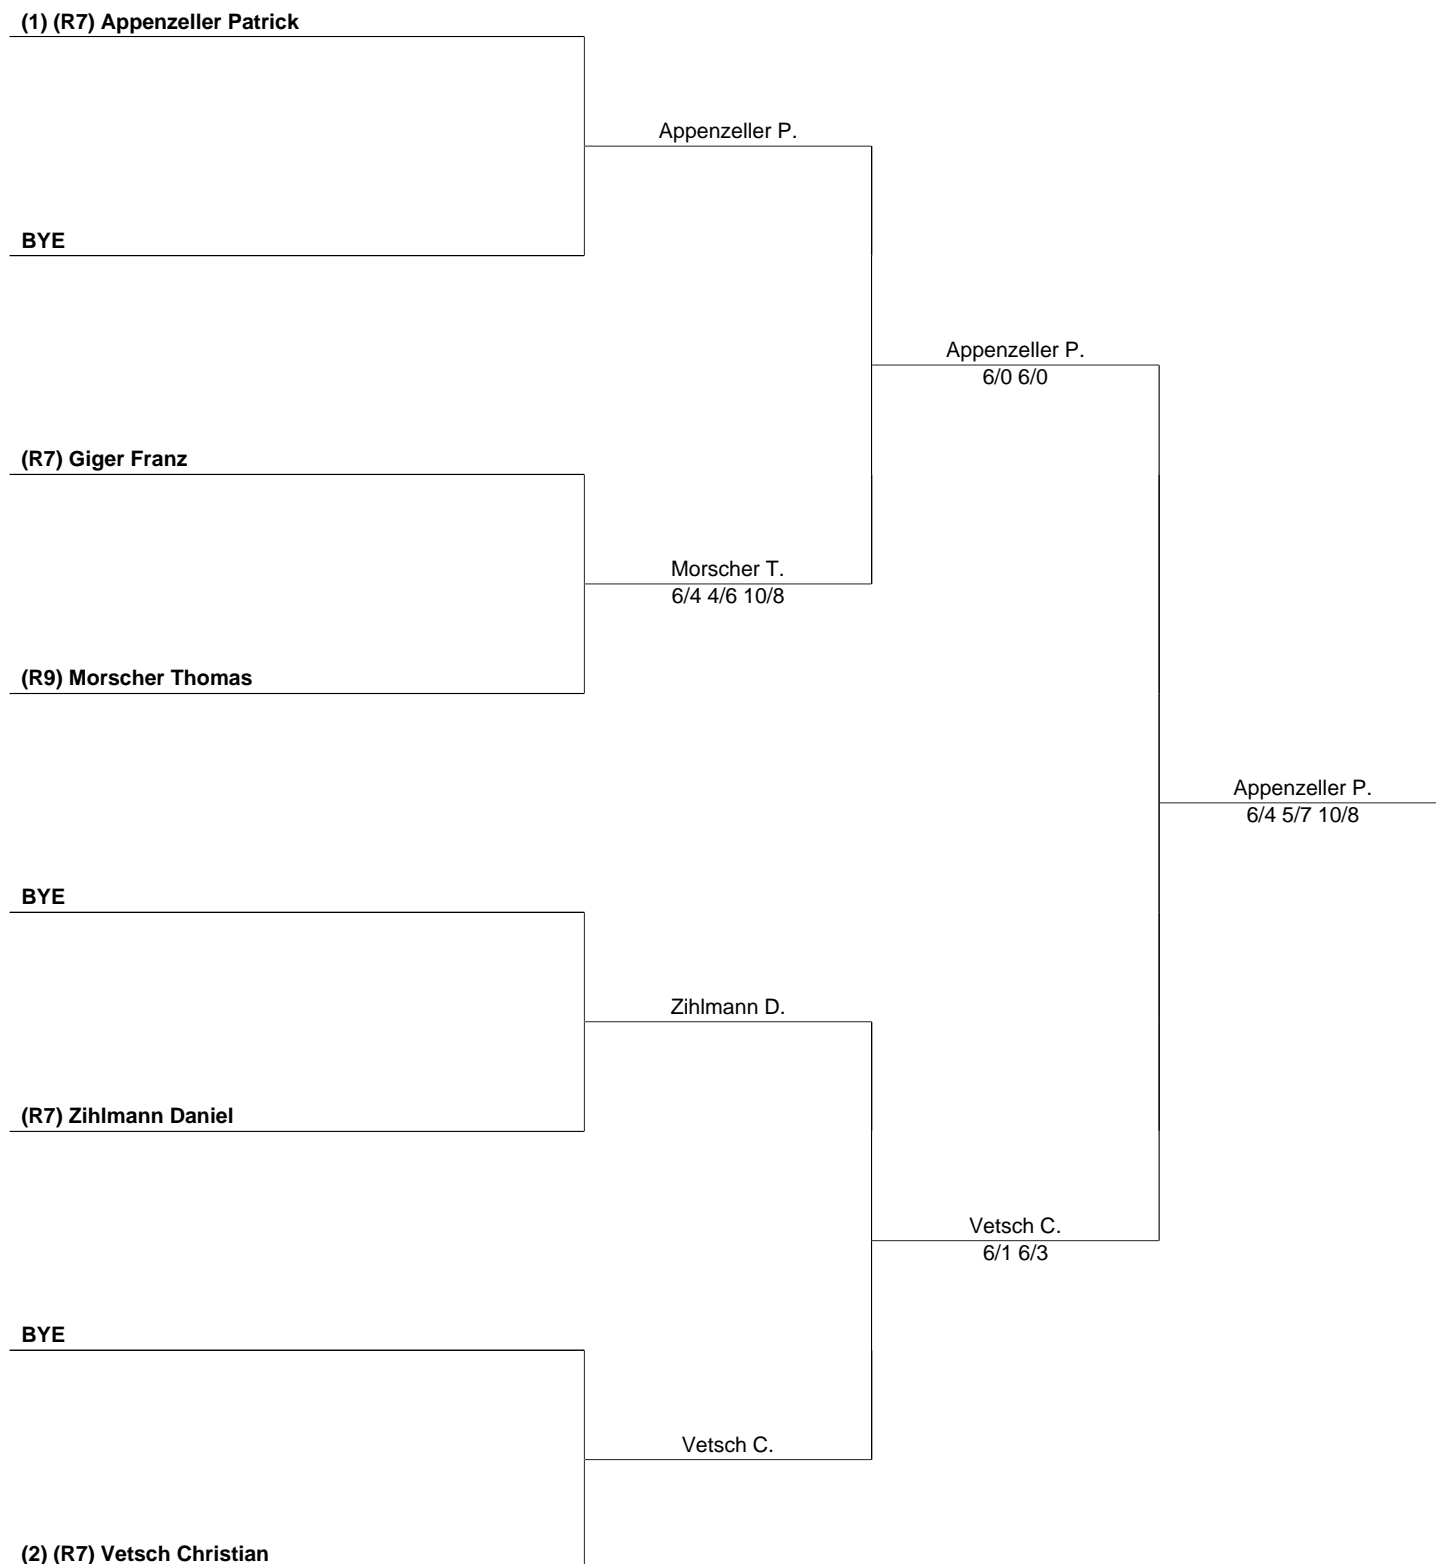 (1) (R7) Appenzeller Patrick
Appenzeller P.
BYE
Appenzeller P.
6/0 6/0
(R7) Giger Franz
Morscher T.
6/4 4/6 10/8
(R9) Morscher Thomas
Appenzeller P.
6/4 5/7 10/8
BYE
Zihlmann D.
(R7) Zihlmann Daniel
Vetsch C.
6/1 6/3
BYE
Vetsch C.
(2) (R7) Vetsch Christian